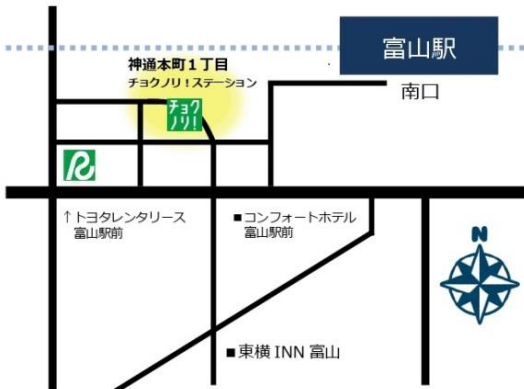 富山駅
神通本町1丁目
チョクノリ!ステーション
チョク
ノリ!
南口
R
↑トヨタレンタリース
富山駅前
■コンフォートホテル
富山駅前
N
■東横 INN 富山